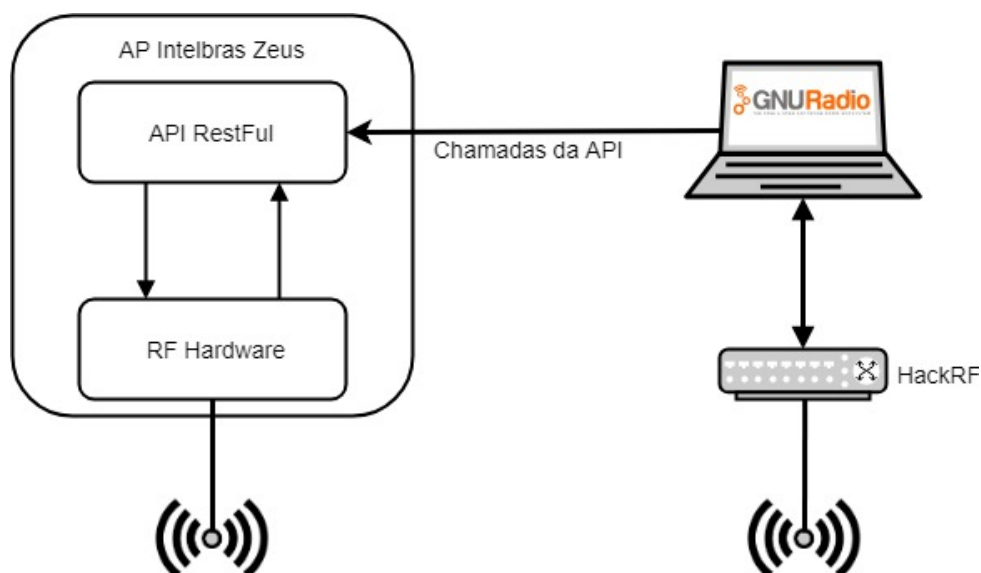 AP Intelbras Zeus
API RestFul
Chamadas da API
GNURadio
RF Hardware
HackRF